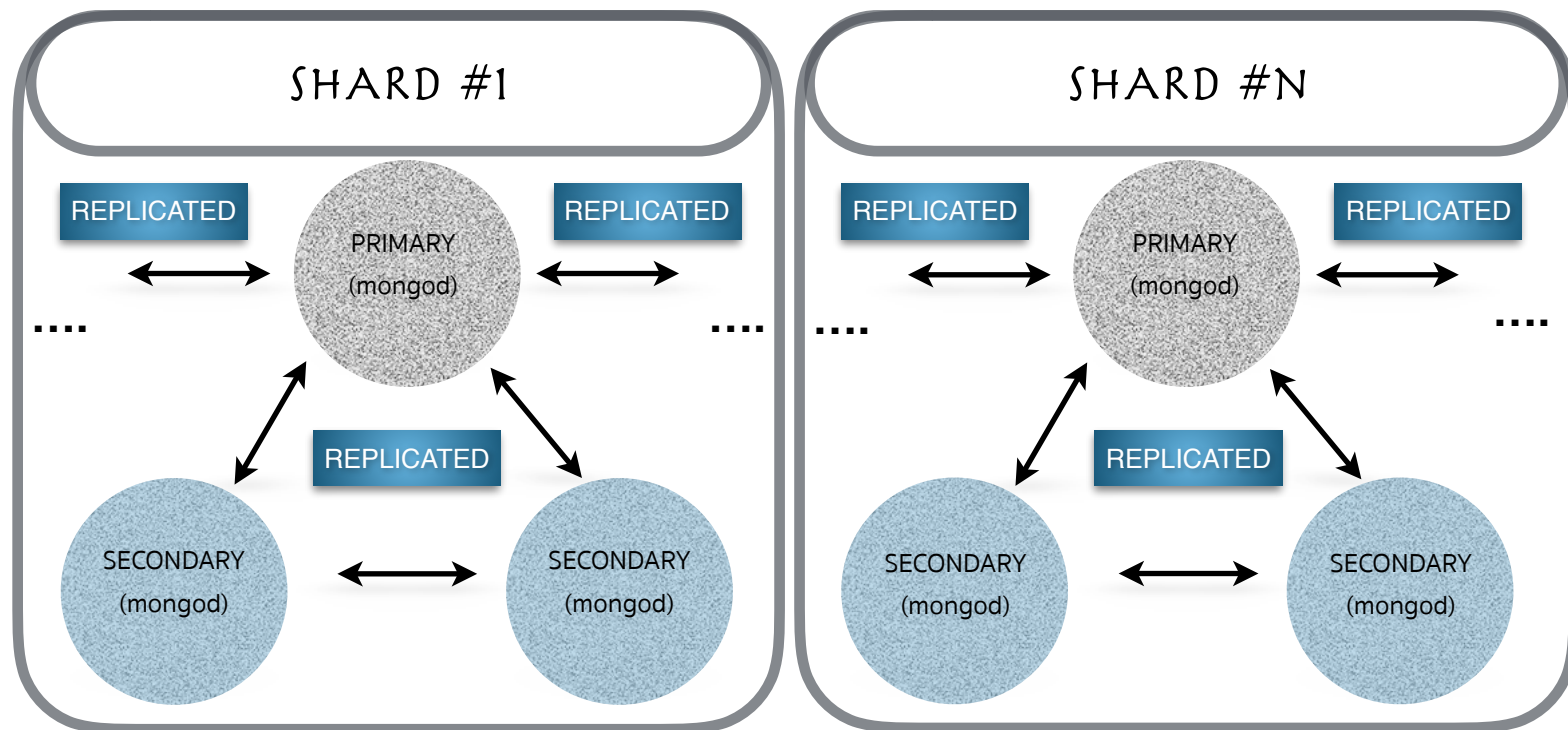 SHARD #1
REPLICATED
REPLICATED
PRIMARY
(mongod)
....
....
REPLICATED
SECONDARY
(mongod)
SECONDARY
(mongod)
SHARD #N
REPLICATED
REPLICATED
PRIMARY
(mongod)
....
....
REPLICATED
SECONDARY
(mongod)
SECONDARY
(mongod)